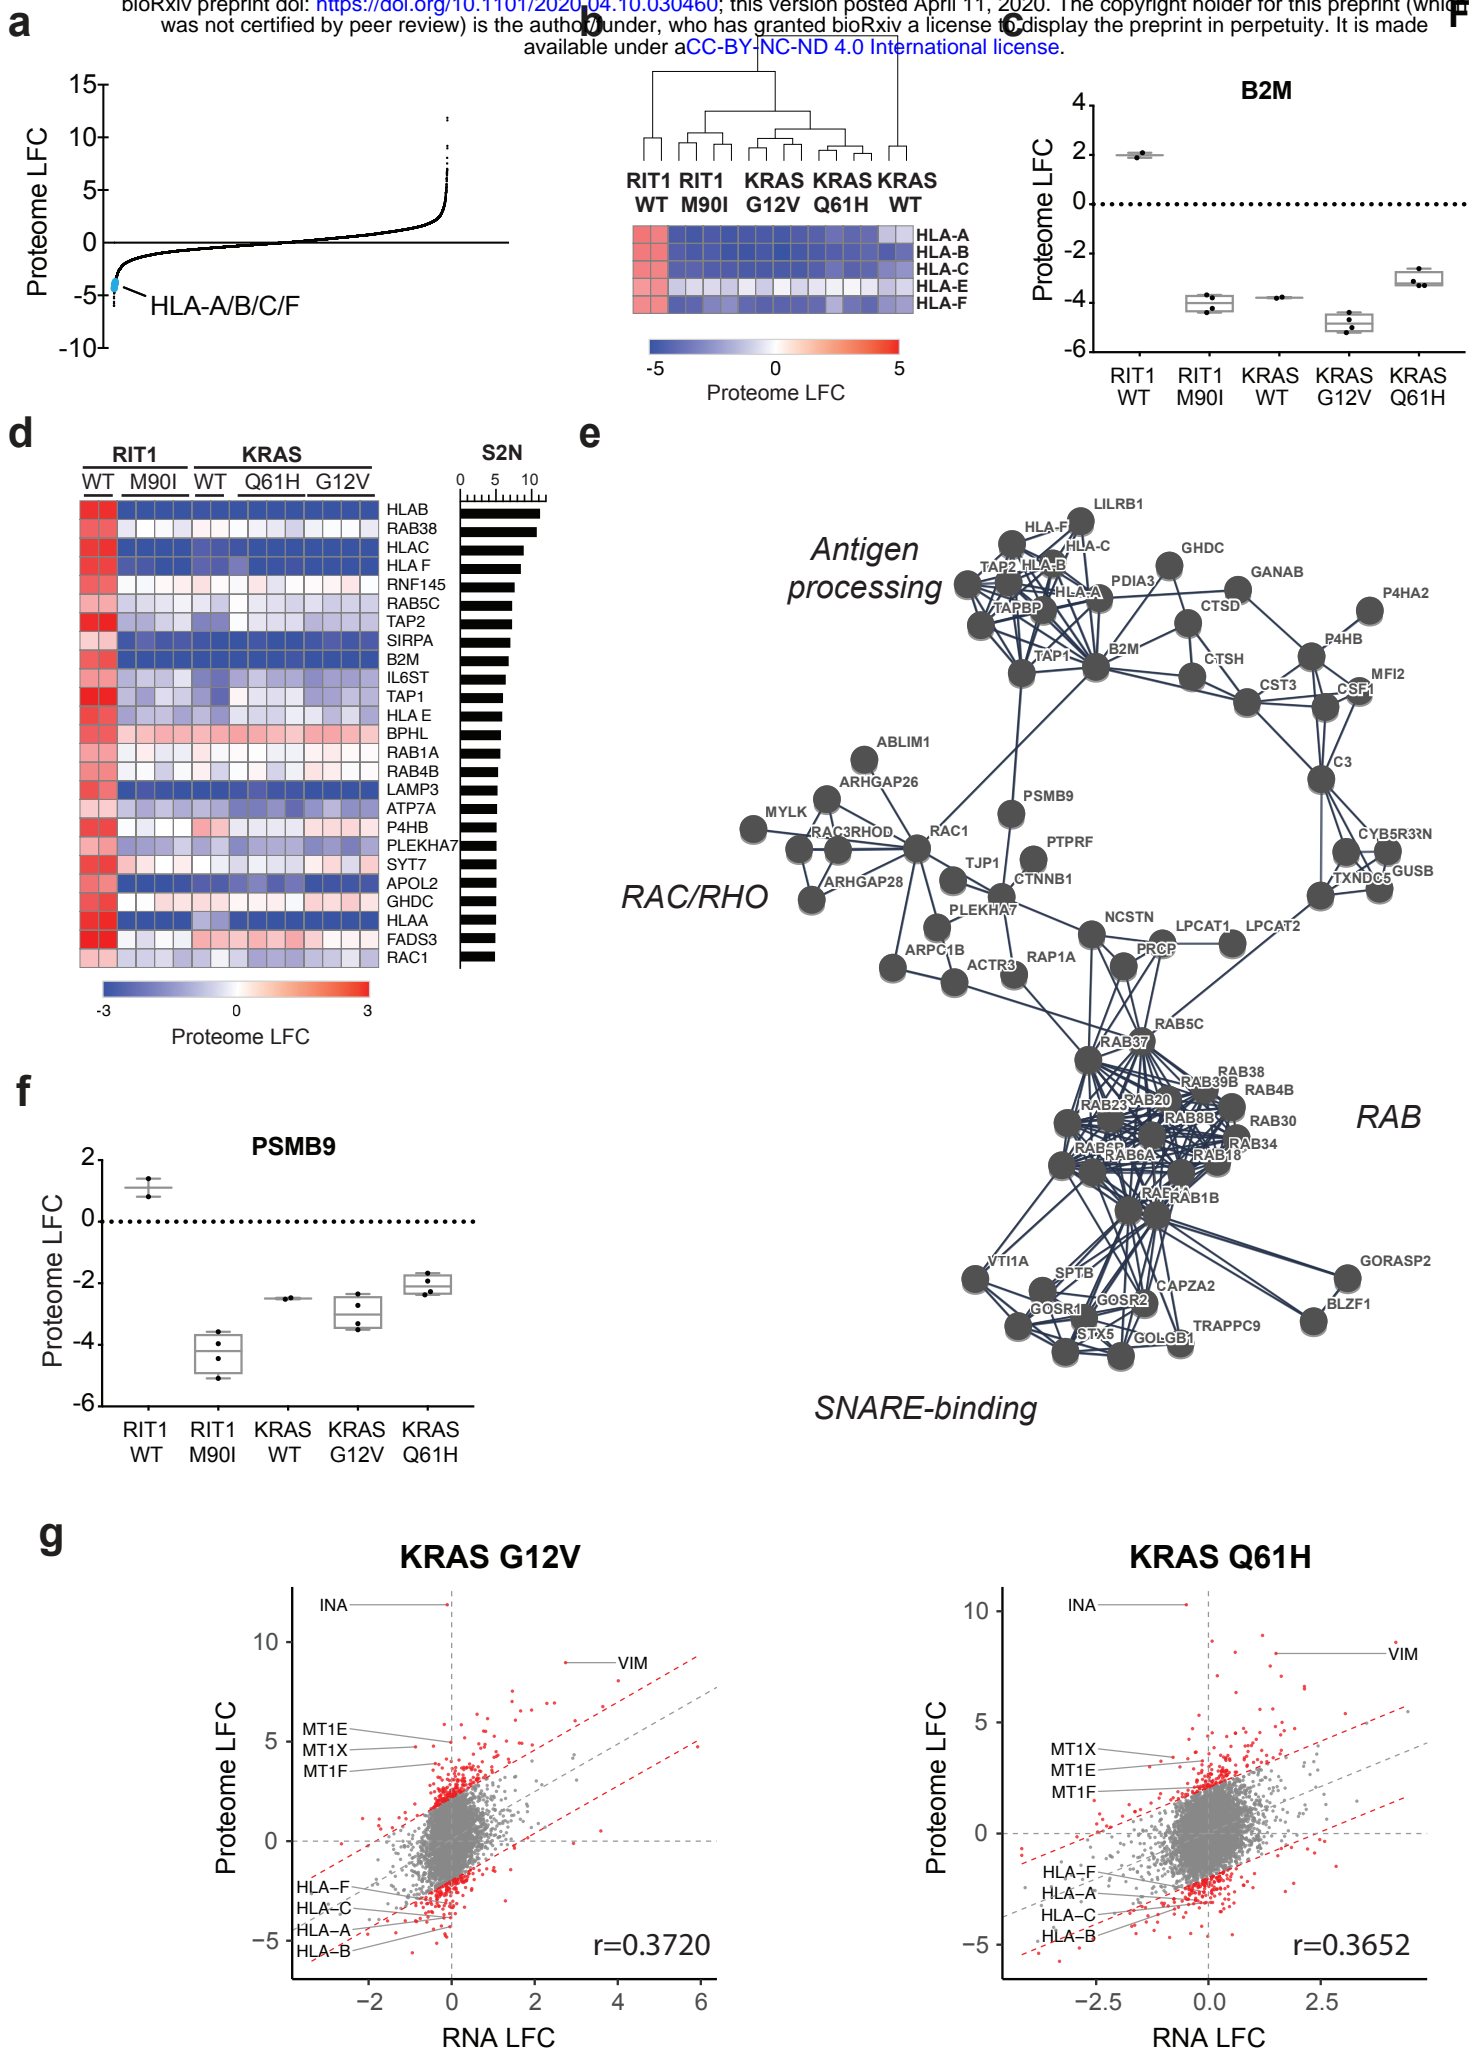 bioRxiv preprint doi: https://doi.org/10.1101/2020.04.10.030460; this version posted April 11, 2020. The copyright holder for this preprint (which
was not certified by peer review) is the author/funder, who has granted bioRxiv a license to display the preprint in perpetuity. It is made
available under aCC-BY-NC-ND 4.0 International license.
a
15
10
5
0
-5
-10
Proteome LFC
HLA-A/B/C/F
b
RIT1 RIT1 KRAS KRAS KRAS
WT M90I G12V Q61H WT
HLA-A
HLA-B
HLA-C
HLA-E
HLA-F
-5 0 5
Proteome LFC
c
B2M
4
2
0
-2
-4
-6
Proteome LFC
RIT1 RIT1 KRAS KRAS KRAS
WT M90I WT G12V Q61H
d
RIT1 KRAS
WT M90I WT Q61H G12V
S2N
0 5 10
HLAB
RAB38
HLAC
HLA F
RNF145
RAB5C
TAP2
SIRPA
B2M
IL6ST
TAP1
HLA E
BPHL
RAB1A
RAB4B
LAMP3
ATP7A
P4HB
PLEKHA7
SYT7
APOL2
GHDC
HLAA
FADS3
RAC1
-3 0 3
Proteome LFC
e
Antigen
processing
LILRB1
HLA-F
HLA-C
GHDC
TAP2
HLA-B
PDIA3
GANAB
HLA-A
P4HA2
TAPBP
CTSD
TAP1
B2M
P4HB
CTSH
MFI2
CST3
CSF1
C3
ABLIM1
ARHGAP26
PSMB9
MYLK
RAC3
RHOD
RAC1
PTPRF
CYB5R3
TJP1
TXNDC5
GUSB
ARHGAP28
CTNNB1
RAC/RHO
PLEKHA7
NCSTN
LPCAT1
LPCAT2
ARPC1B
ACTR3
RAP1A
PRCP
RAB5C
RAB37
RAB38
RAB39B
RAB4B
RAB23
RAB20
RAB8B
RAB30
RAB
RAB34
RAB6A
RAB18
RAB1B
VTI1A
SPTB
GORASP2
CAPZA2
GOSR1
GOSR2
BLZF1
STX5
GOLGB1
TRAPPC9
SNARE-binding
f
PSMB9
2
0
-2
-4
-6
Proteome LFC
RIT1 RIT1 KRAS KRAS KRAS
WT M90I WT G12V Q61H
g
KRAS G12V
INA
VIM
MT1E
MT1X
MT1F
HLA−F
HLA−C
HLA−A
HLA−B
10
5
0
−5
Proteome LFC
r=0.3720
−2 0 2 4 6
RNA LFC
KRAS Q61H
INA
VIM
MT1X
MT1E
MT1F
HLA−F
HLA−A
HLA−C
HLA−B
10
5
0
−5
Proteome LFC
r=0.3652
−2.5 0.0 2.5
RNA LFC